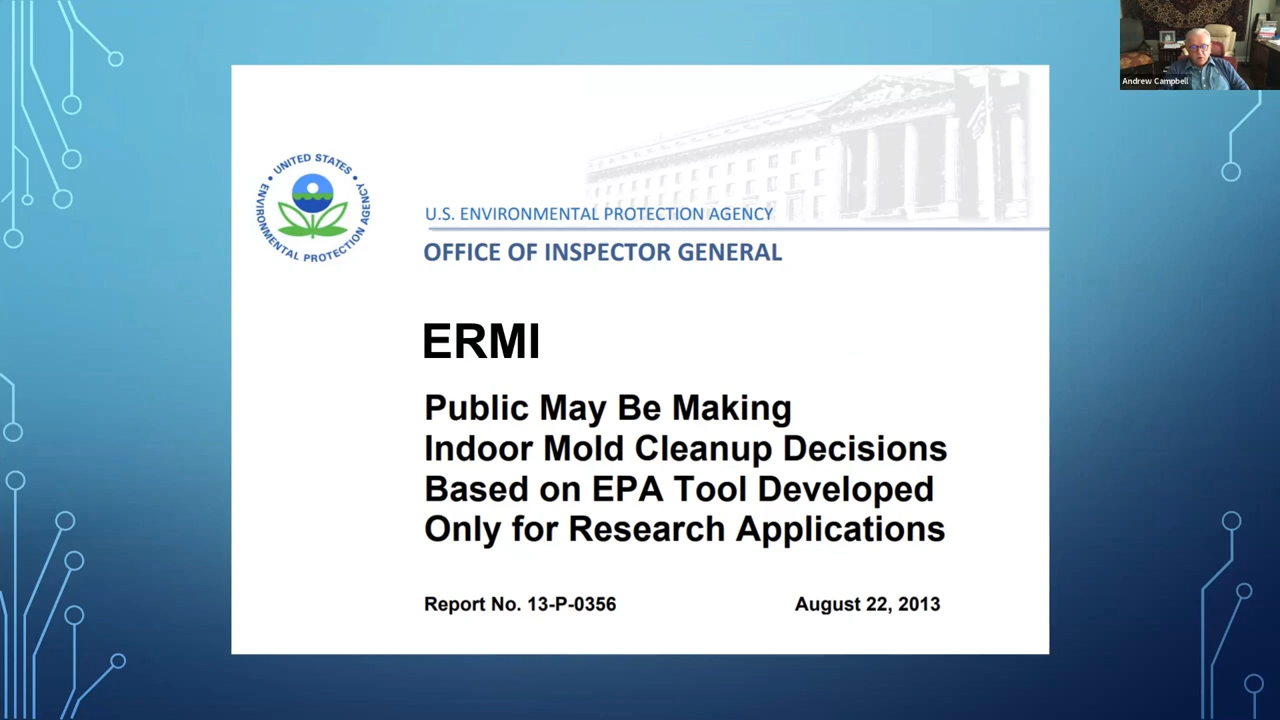 Andrew Campbell
• UNITED STATES •
ENVIRONMENTAL PROTECTION AGENCY
U.S. ENVIRONMENTAL PROTECTION AGENCY
OFFICE OF INSPECTOR GENERAL
ERMI
Public May Be Making
Indoor Mold Cleanup Decisions
Based on EPA Tool Developed
Only for Research Applications
Report No. 13-P-0356
August 22, 2013